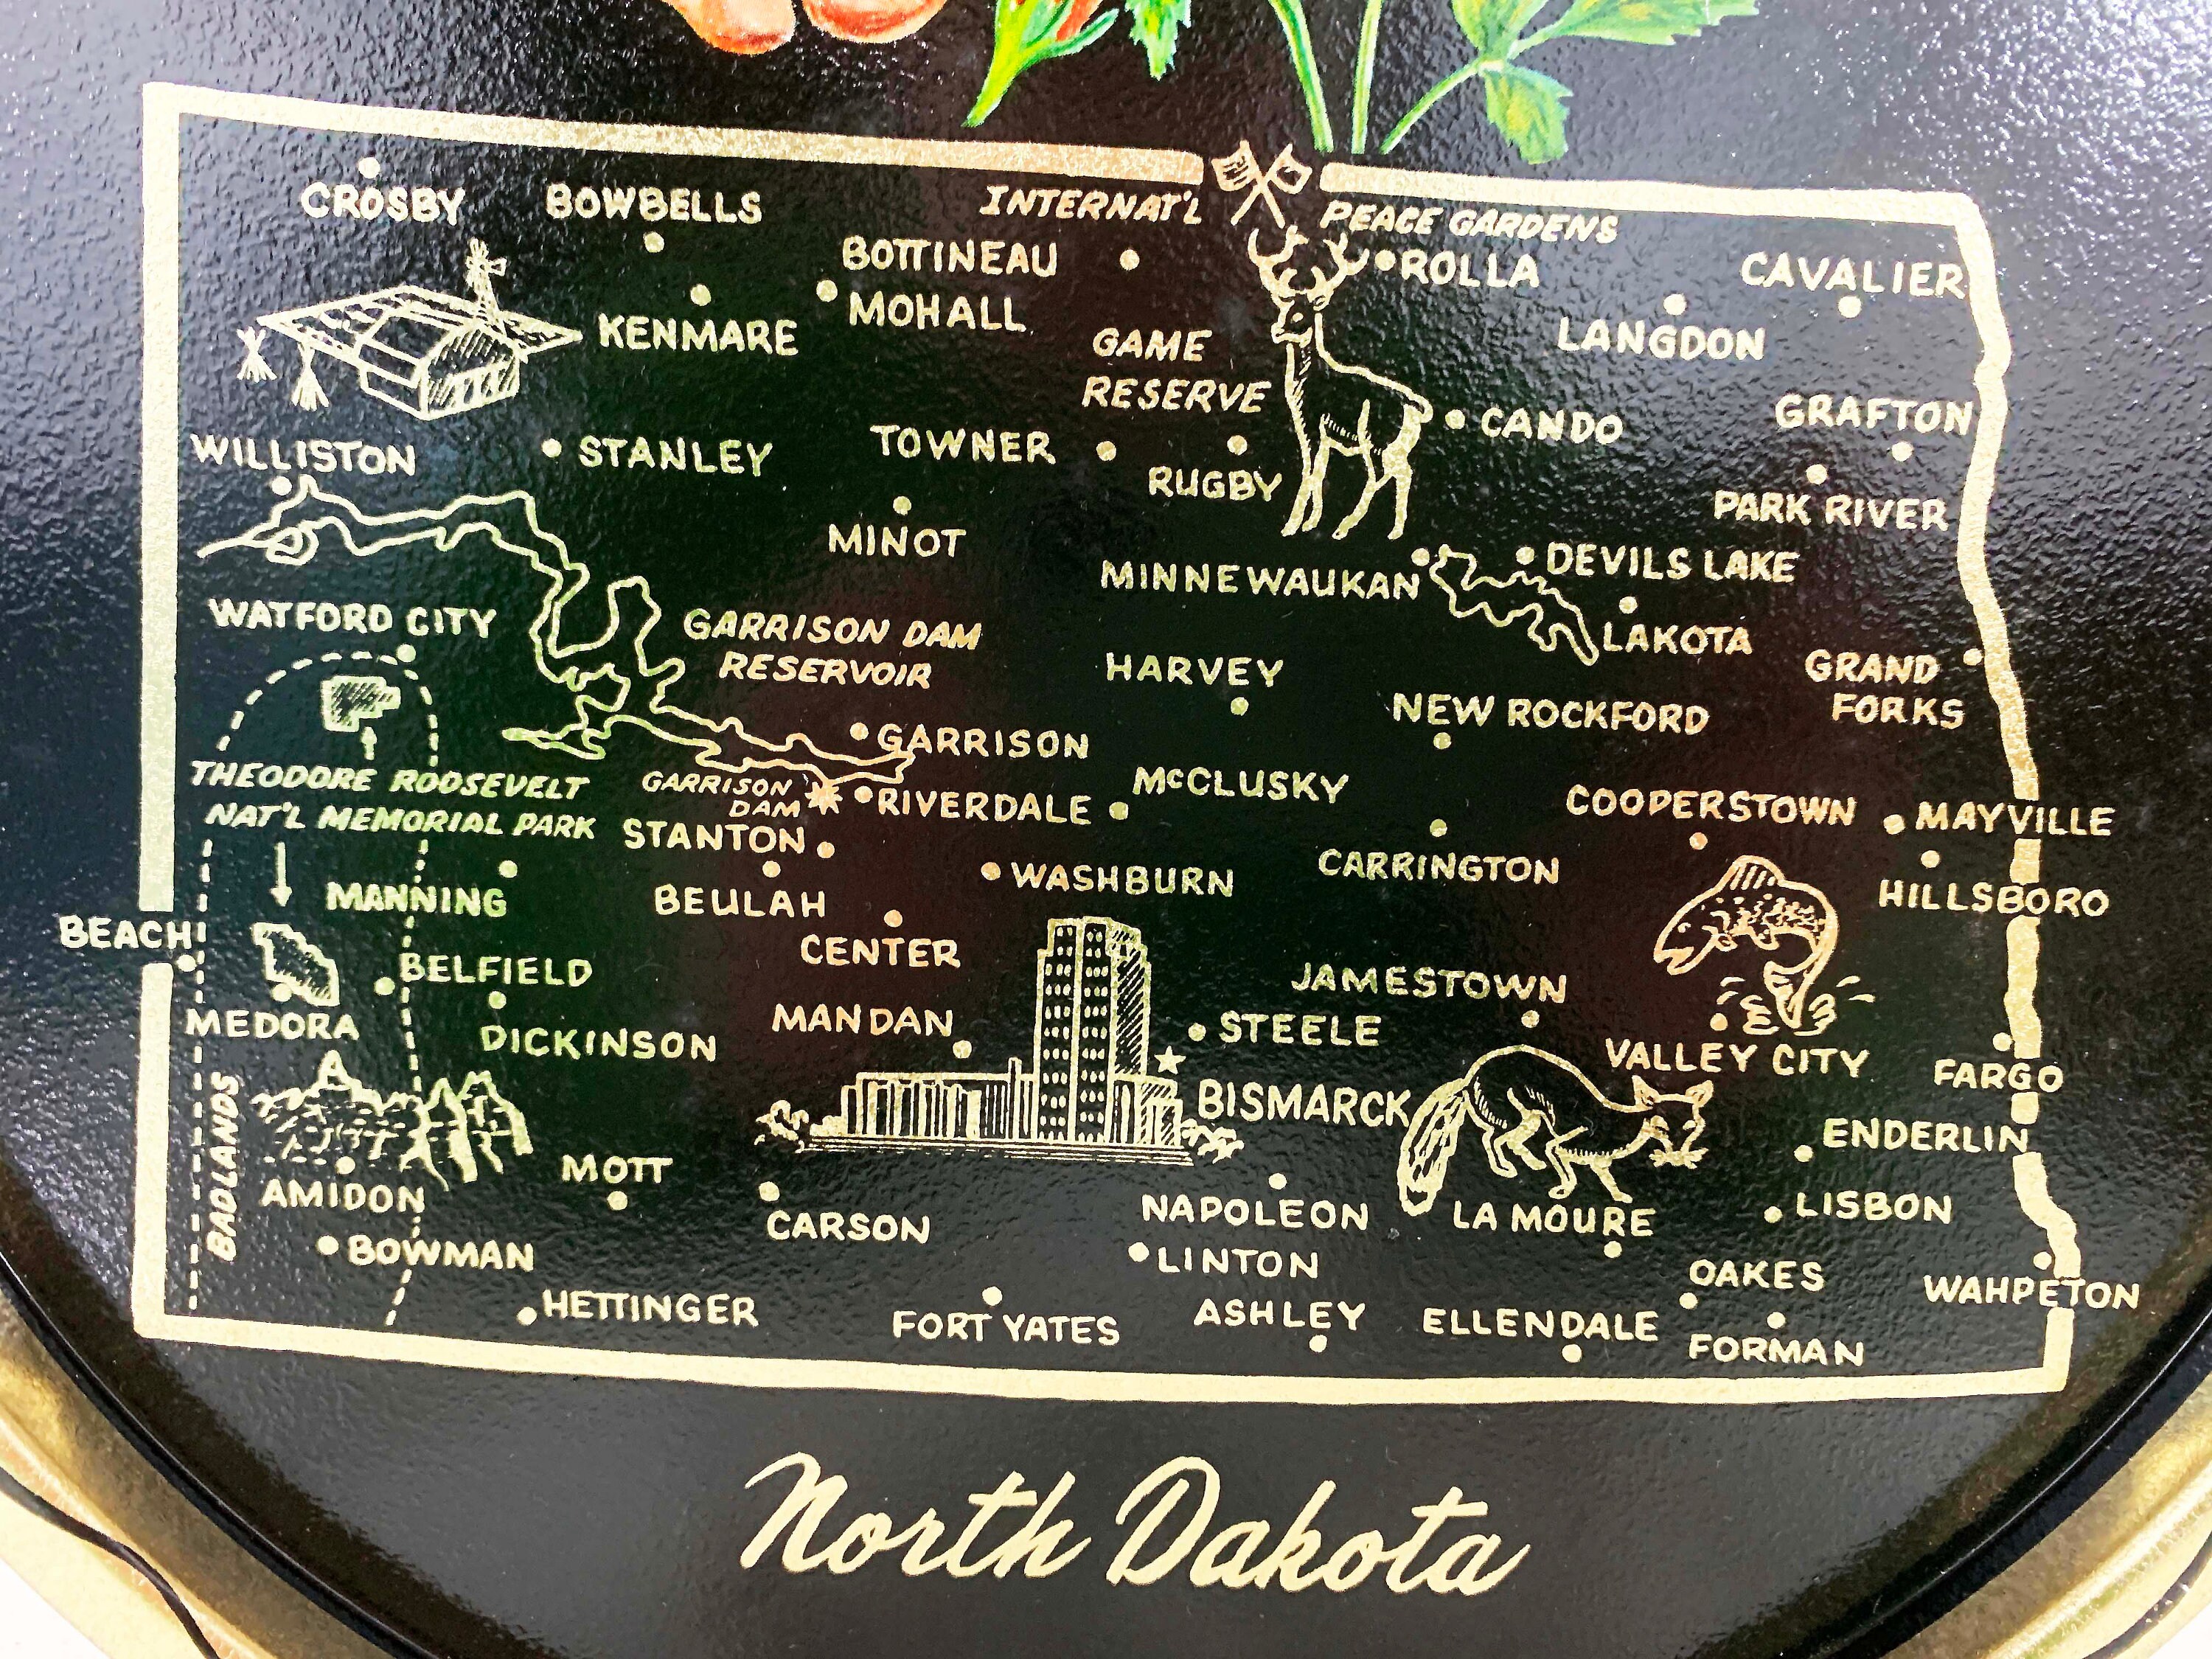 CROSBY
BOWBELLS
INTERNAT'L
PEACE GARDENS
BOTTINEAU
ROLLA
CAVALIER
MOHALL
KENMARE
LANGDON
GAME
RESERVE
GRAFTON
CANDO
WILLISTON
STANLEY
TOWNER
RUGBY
PARK RIVER
MINOT
MINNEWAUKAN
DEVILS LAKE
WATFORD CITY
GARRISON DAM
RESERVOIR
LAKOTA
HARVEY
GRAND
FORKS
NEW ROCKFORD
GARRISON
THEODORE ROOSEVELT
NAT'L MEMORIAL PARK
GARRISON
DAM
RIVERDALE
McCLUSKY
COOPERSTOWN
MAYVILLE
STANTON
WASHBURN
CARRINGTON
MANNING
BEULAH
HILLSBORO
BEACH
CENTER
BELFIELD
JAMESTOWN
MEDORA
DICKINSON
MANDAN
STEELE
VALLEY CITY
FARGO
BISMARCK
BADLANDS
ENDERLIN
MOTT
AMIDON
CARSON
NAPOLEON
LA MOURE
LISBON
BOWMAN
LINTON
OAKES
WAHPETON
HETTINGER
FORT YATES
ASHLEY
ELLENDALE
FORMAN
North Dakota